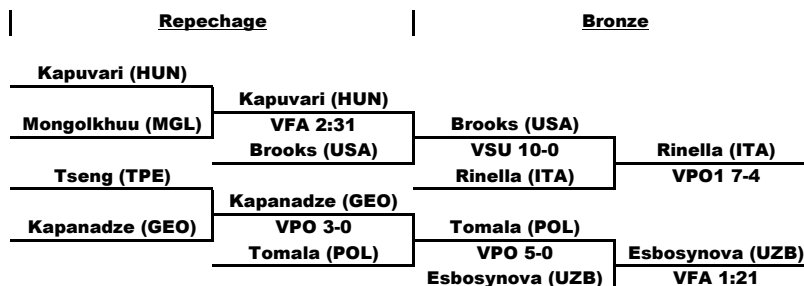 Repechage
Bronze
Kapuvari (HUN)
Kapuvari (HUN)
Mongolkhuu (MGL)
VFA 2:31
Brooks (USA)
Brooks (USA)
VSU 10-0
Rinella (ITA)
Tseng (TPE)
Rinella (ITA)
VPO1 7-4
Kapanadze (GEO)
Kapanadze (GEO)
VPO 3-0
Tomala (POL)
Tomala (POL)
VPO 5-0
Esbosynova (UZB)
Esbosynova (UZB)
VFA 1:21